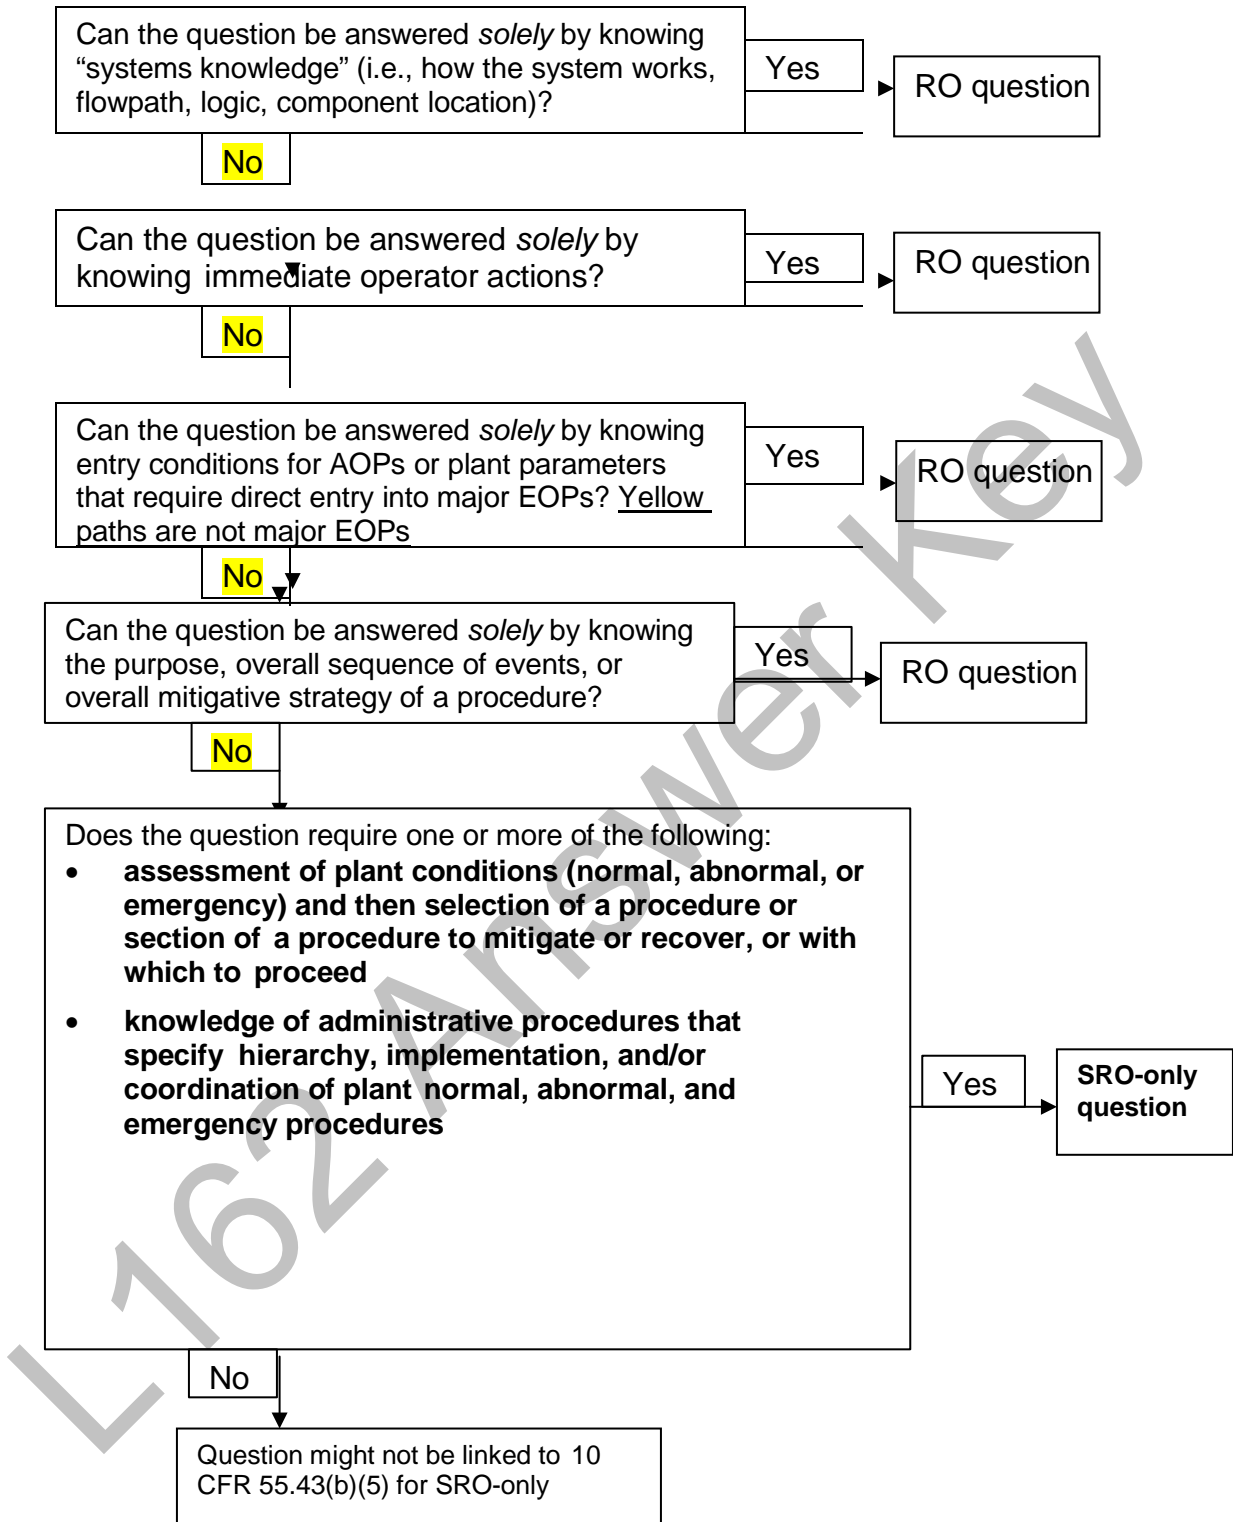 Can the question be answered solely by knowing
“systems knowledge” (i.e., how the system works,
flowpath, logic, component location)?
Yes
RO question
No
Can the question be answered solely by
knowing immediate operator actions?
Yes
RO question
No
Can the question be answered solely by knowing
entry conditions for AOPs or plant parameters
that require direct entry into major EOPs? Yellow
paths are not major EOPs
Yes
RO question
No
Can the question be answered solely by knowing
the purpose, overall sequence of events, or
overall mitigative strategy of a procedure?
Yes
RO question
No
Does the question require one or more of the following:
• assessment of plant conditions (normal, abnormal, or
emergency) and then selection of a procedure or
section of a procedure to mitigate or recover, or with
which to proceed
• knowledge of administrative procedures that
specify hierarchy, implementation, and/or
coordination of plant normal, abnormal, and
emergency procedures
Yes
SRO-only
question
No
Question might not be linked to 10
CFR 55.43(b)(5) for SRO-only
L162 Answer Key